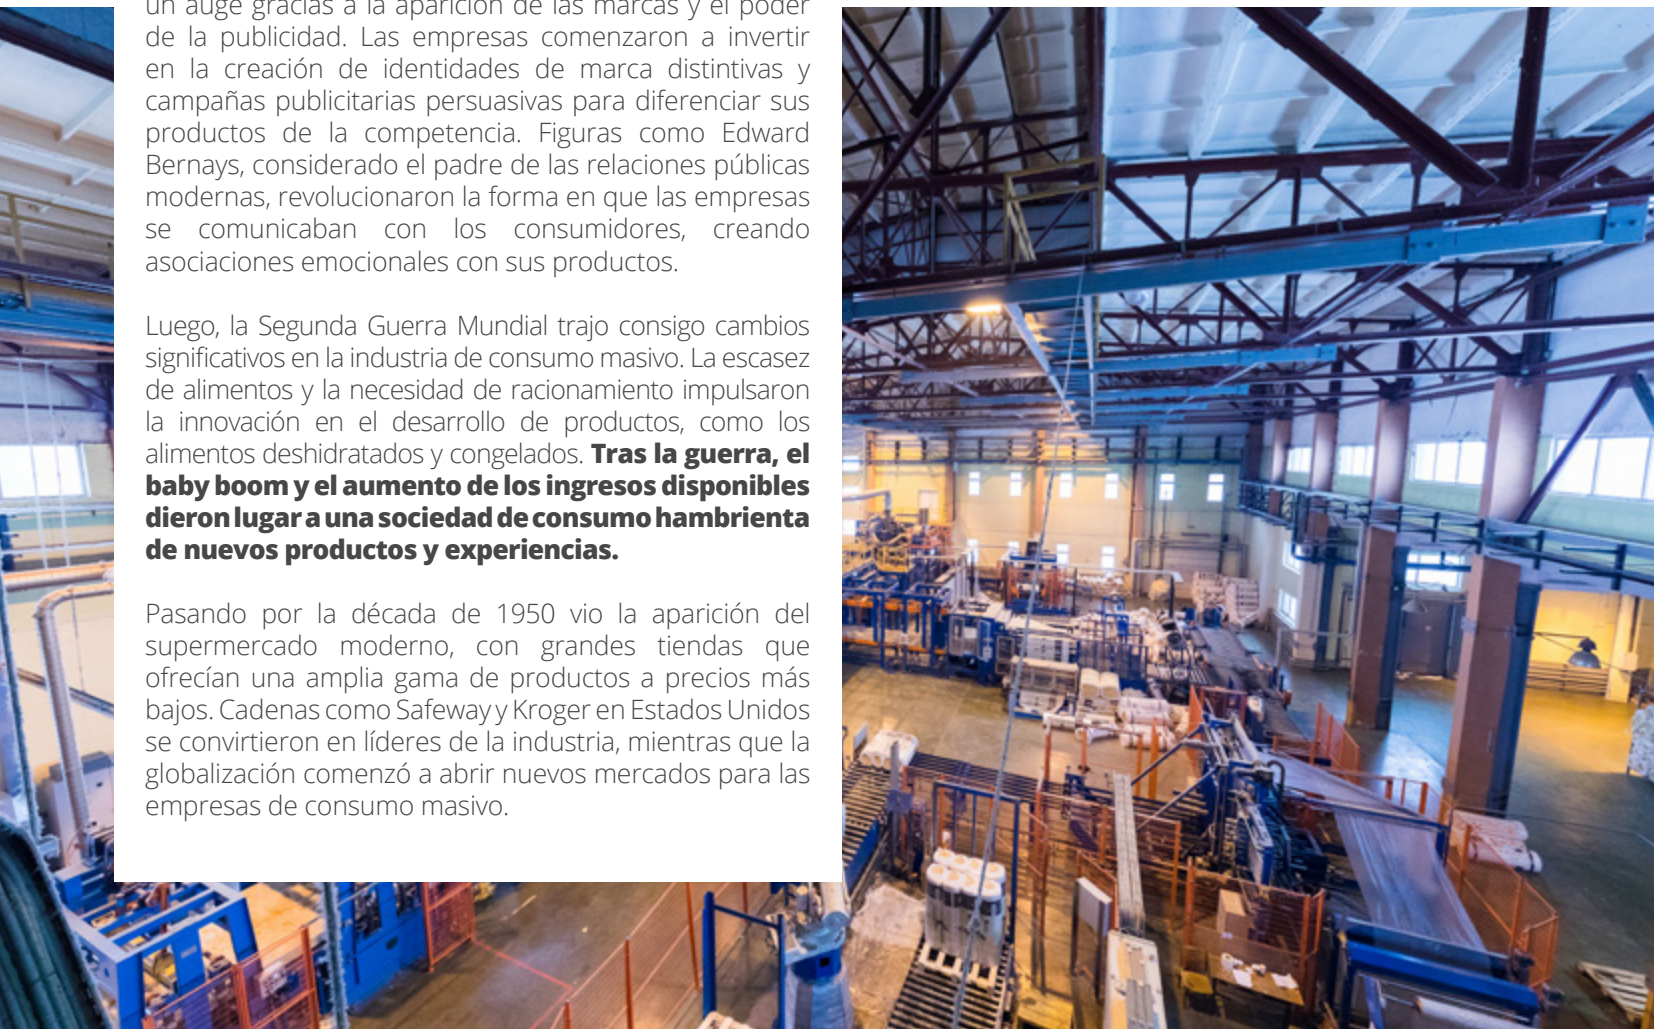 un auge gracias a la aparición de las marcas y el poder
de la publicidad. Las empresas comenzaron a invertir
en la creación de identidades de marca distintivas y
campañas publicitarias persuasivas para diferenciar sus
productos de la competencia. Figuras como Edward
Bernays, considerado el padre de las relaciones públicas
modernas, revolucionaron la forma en que las empresas
se comunicaban con los consumidores, creando
asociaciones emocionales con sus productos.
Luego, la Segunda Guerra Mundial trajo consigo cambios
significativos en la industria de consumo masivo. La escasez
de alimentos y la necesidad de racionamiento impulsaron
la innovación en el desarrollo de productos, como los
alimentos deshidratados y congelados. Tras la guerra, el
baby boom y el aumento de los ingresos disponibles
dieron lugar a una sociedad de consumo hambrienta
de nuevos productos y experiencias.
Pasando por la década de 1950 vio la aparición del
supermercado moderno, con grandes tiendas que
ofrecían una amplia gama de productos a precios más
bajos. Cadenas como Safeway y Kroger en Estados Unidos
se convirtieron en líderes de la industria, mientras que la
globalización comenzó a abrir nuevos mercados para las
empresas de consumo masivo.